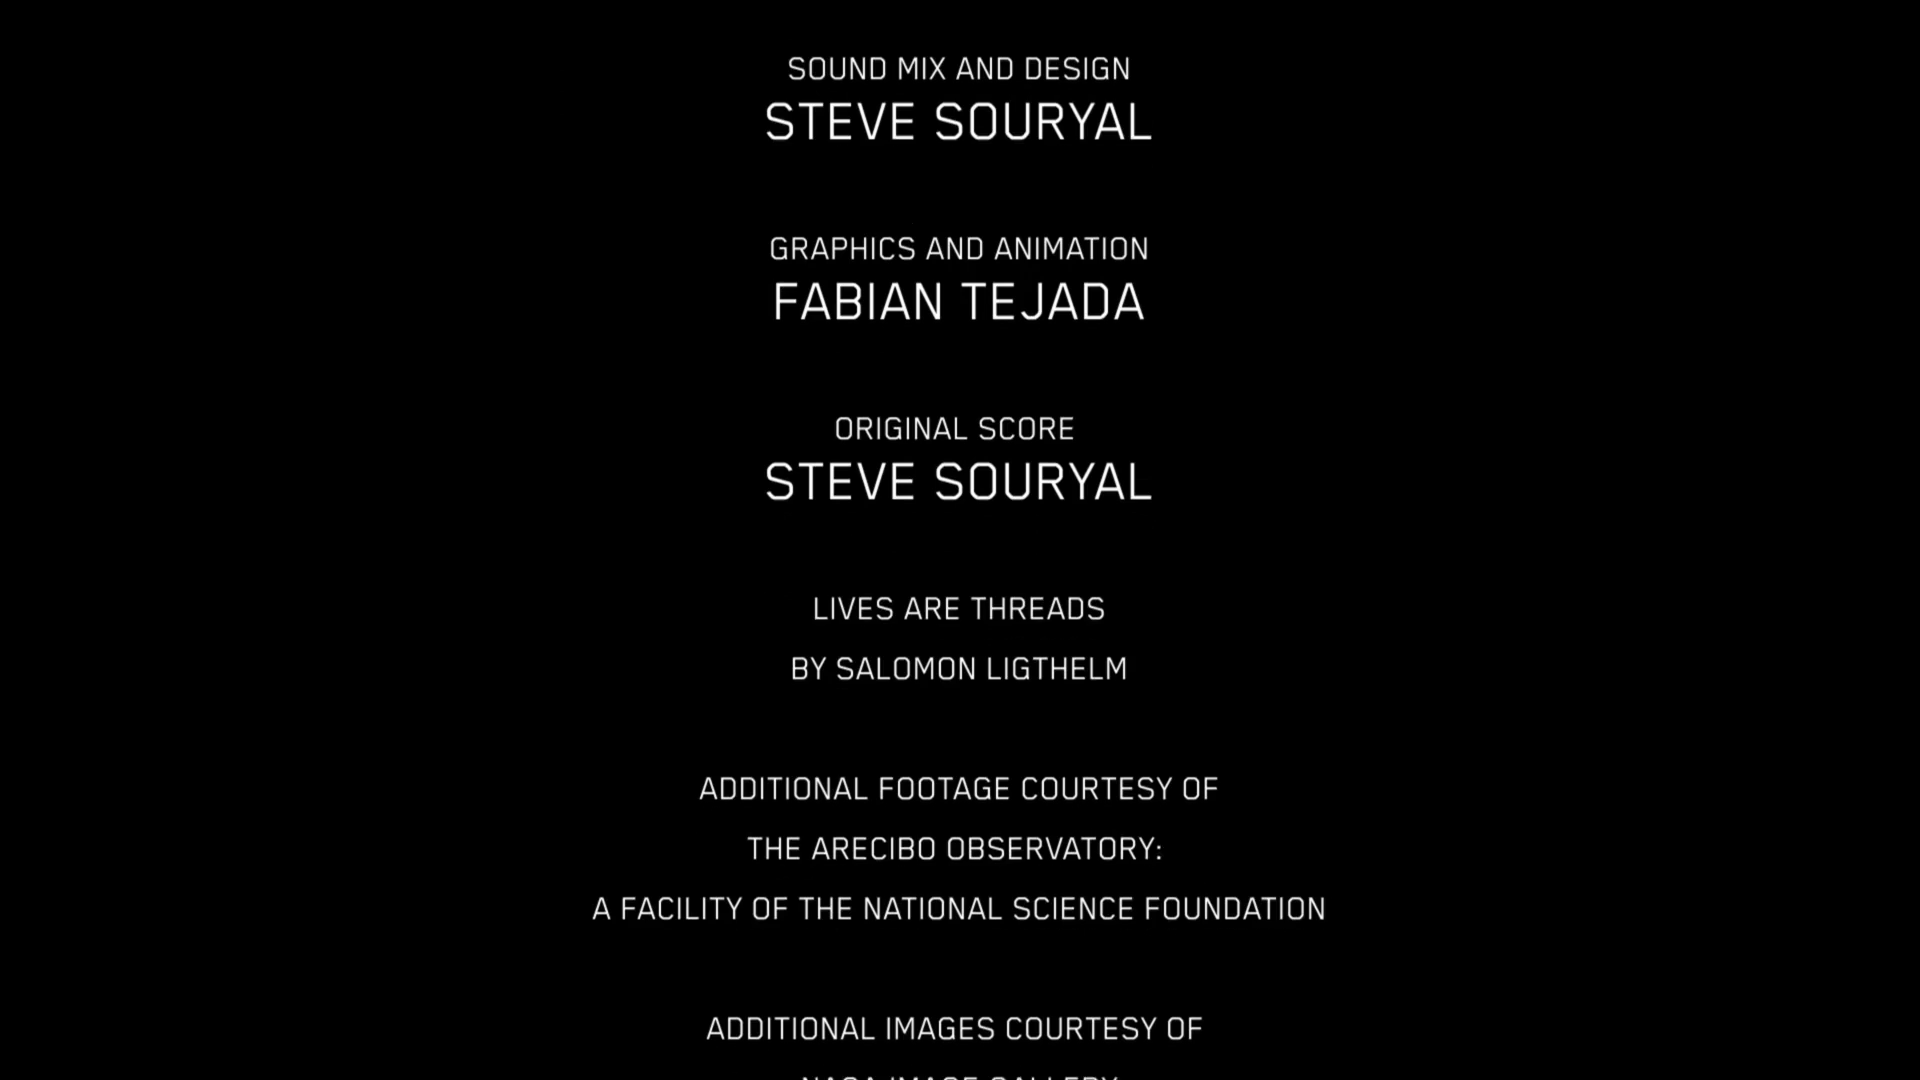 SOUND MIX AND DESIGN
STEVE SOURYAL
GRAPHICS AND ANIMATION
FABIAN TEJADA
ORIGINAL SCORE
STEVE SOURYAL
LIVES ARE THREADS
BY SALOMON LIGTHELM
ADDITIONAL FOOTAGE COURTESY OF
THE ARECIBO OBSERVATORY:
A FACILITY OF THE NATIONAL SCIENCE FOUNDATION
ADDITIONAL IMAGES COURTESY OF